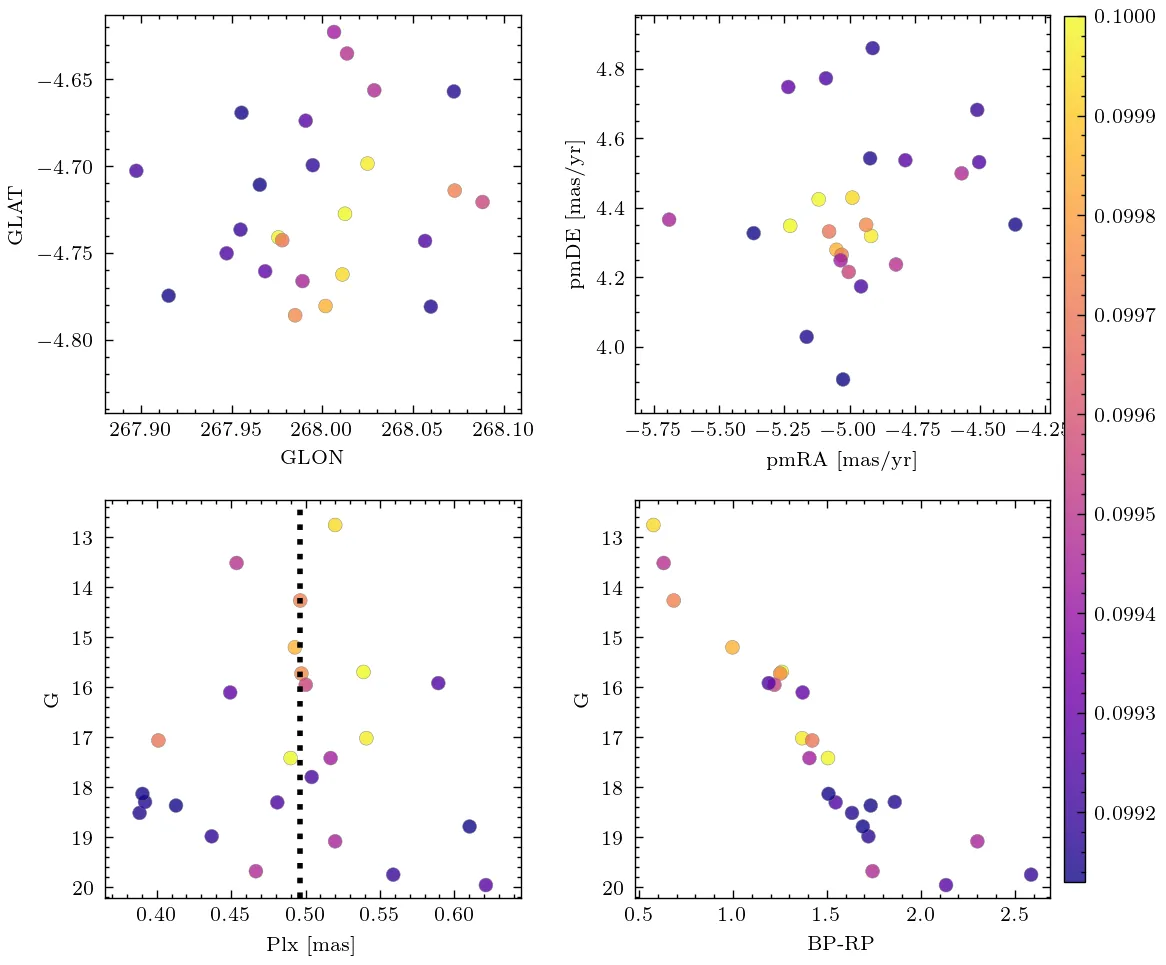 −4.65
−4.70
−4.75
−4.80
GLAT
267.90 267.95 268.00 268.05 268.10
GLON
4.8
4.6
4.4
4.2
4.0
pmDE [mas/yr]
−5.75 −5.50 −5.25 −5.00 −4.75 −4.50 −4.25
pmRA [mas/yr]
13
14
15
16
17
18
19
20
G
0.40 0.45 0.50 0.55 0.60
Plx [mas]
13
14
15
16
17
18
19
20
G
0.5 1.0 1.5 2.0 2.5
BP-RP
0.1000
0.0999
0.0998
0.0997
0.0996
0.0995
0.0994
0.0993
0.0992